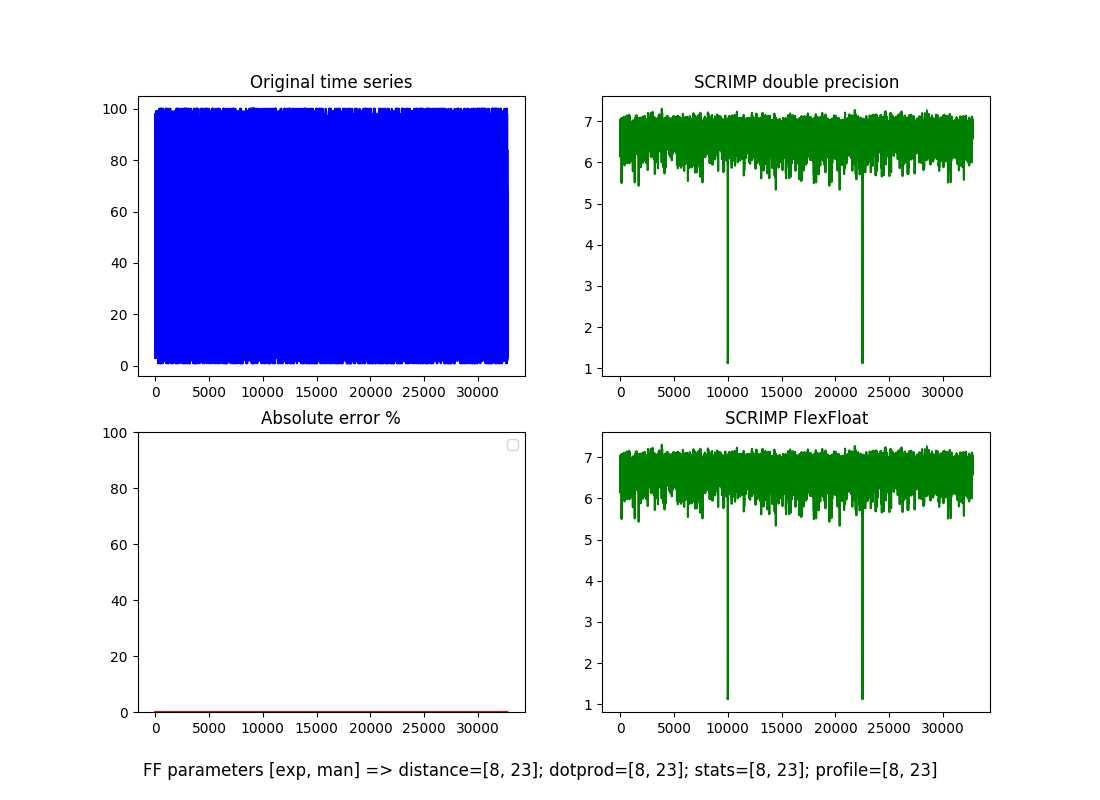 Original time series
100
80
60
40
20
0
0 5000 10000 15000 20000 25000 30000
SCRIMP double precision
7
6
5
4
3
2
1
0 5000 10000 15000 20000 25000 30000
Absolute error %
100
80
60
40
20
0
0 5000 10000 15000 20000 25000 30000
SCRIMP FlexFloat
7
6
5
4
3
2
1
0 5000 10000 15000 20000 25000 30000
FF parameters [exp, man] => distance=[8, 23]; dotprod=[8, 23]; stats=[8, 23]; profile=[8, 23]